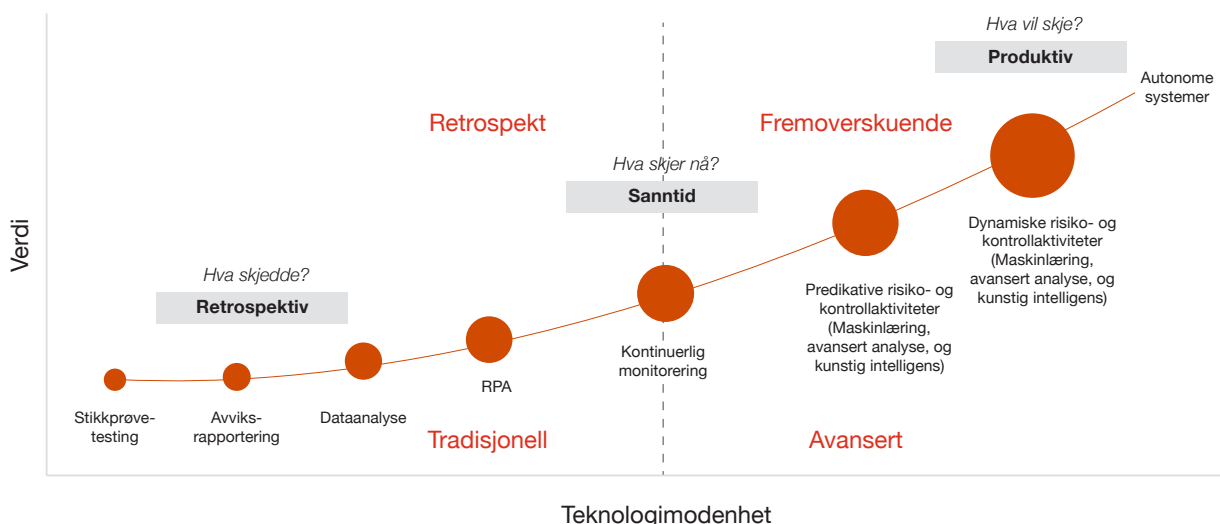 Hva vil skje?
Produktiv
Autonome
systemer
Retrospekt
Fremoverskuende
Hva skjer nå?
Sanntid
Verdi
Hva skjedde?
Retrospektiv
Dynamiske risiko- og
kontrollaktiviteter
(Maskinlæring,
avansert analyse, og
kunstig intelligens)
Predikative risiko- og
kontrollaktiviteter
(Maskinlæring,
avansert analyse, og
kunstig intelligens)
Kontinuerlig
monitorering
RPA
Stikkprøve-
testing
Avviks-
rapportering
Dataanalyse
Tradisjonell
Avansert
Teknologimodenhet